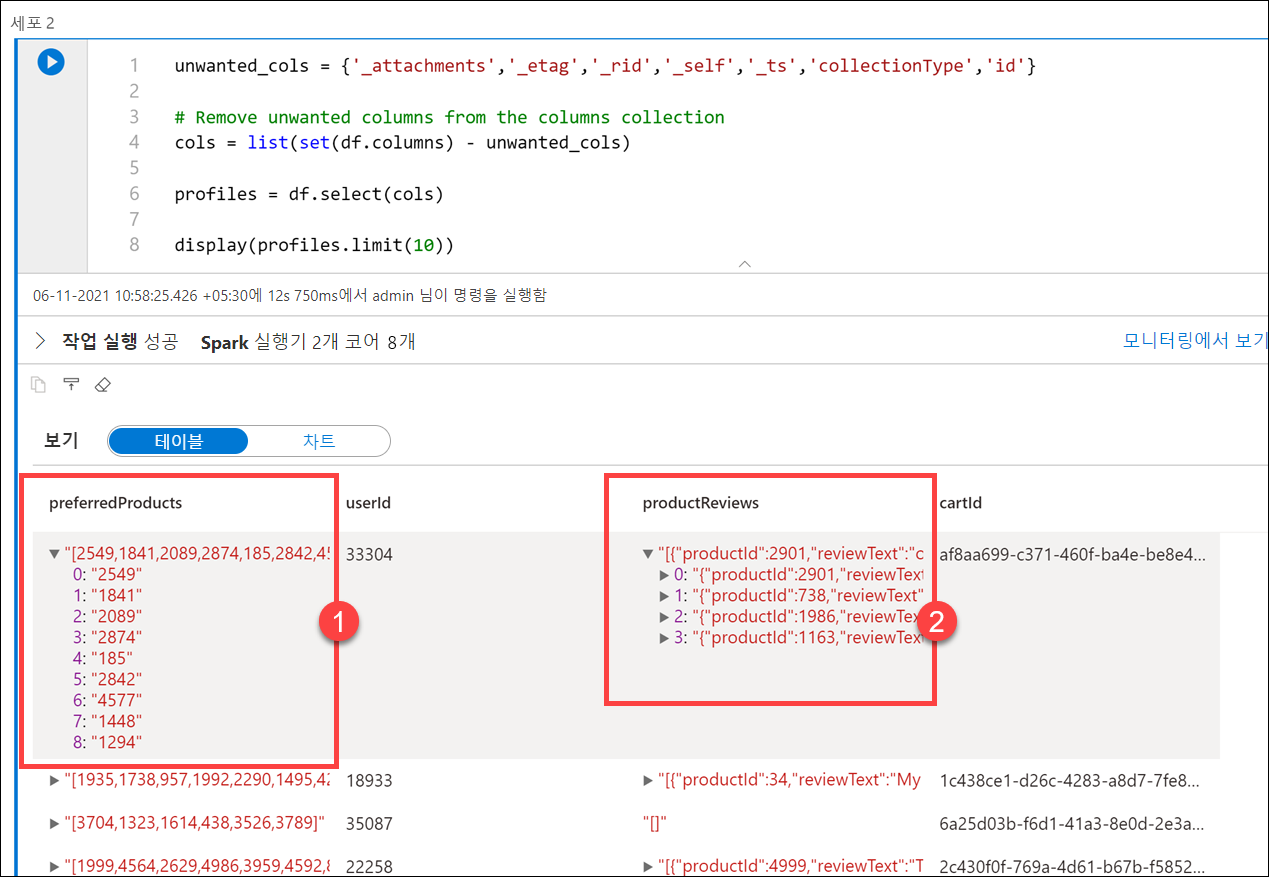 세포 2
1 unwanted_cols = {'_attachments','_etag','_rid','_self','_ts','collectionType','id'}
2
3 # Remove unwanted columns from the columns collection
4 cols = list(set(df.columns) - unwanted_cols)
5
6 profiles = df.select(cols)
7
8 display(profiles.limit(10))
06-11-2021 10:58:25.426 +05:30에 12s 750ms에서 admin 님이 명령을 실행함
작업 실행 성공 Spark 실행기 2개 코어 8개 모니터링에서 보기
보기 테이블 차트
preferredProducts userId productReviews cartId
"[2549,1841,2089,2874,185,2842,45 33304 "[{"productId":2901,"reviewText":"c af8aa699-c371-460f-ba4e-be8e4...
0: "2549" 0: "{"productId":2901,"reviewTex
1: "1841" 1: "{"productId":738,"reviewText"
2: "2089" 2: "{"productId":1986,"reviewTex
3: "2874" 3: "{"productId":1163,"reviewTex
1 2
4: "185"
5: "2842"
6: "4577"
7: "1448"
8: "1294"
"[1935,1738,957,1992,2290,1495,42 18933 "[{"productId":34,"reviewText":"My 1c438ce1-d26c-4283-a8d7-7fe8...
"[3704,1323,1614,438,3526,3789]" 35087 "[]" 6a25d03b-f6d1-41a3-8e0d-2e3a...
"[1999,4564,2629,4986,3959,4592,8 22258 "[{"productId":4999,"reviewText":"T 2c430f0f-769a-4d61-b67b-f5852...